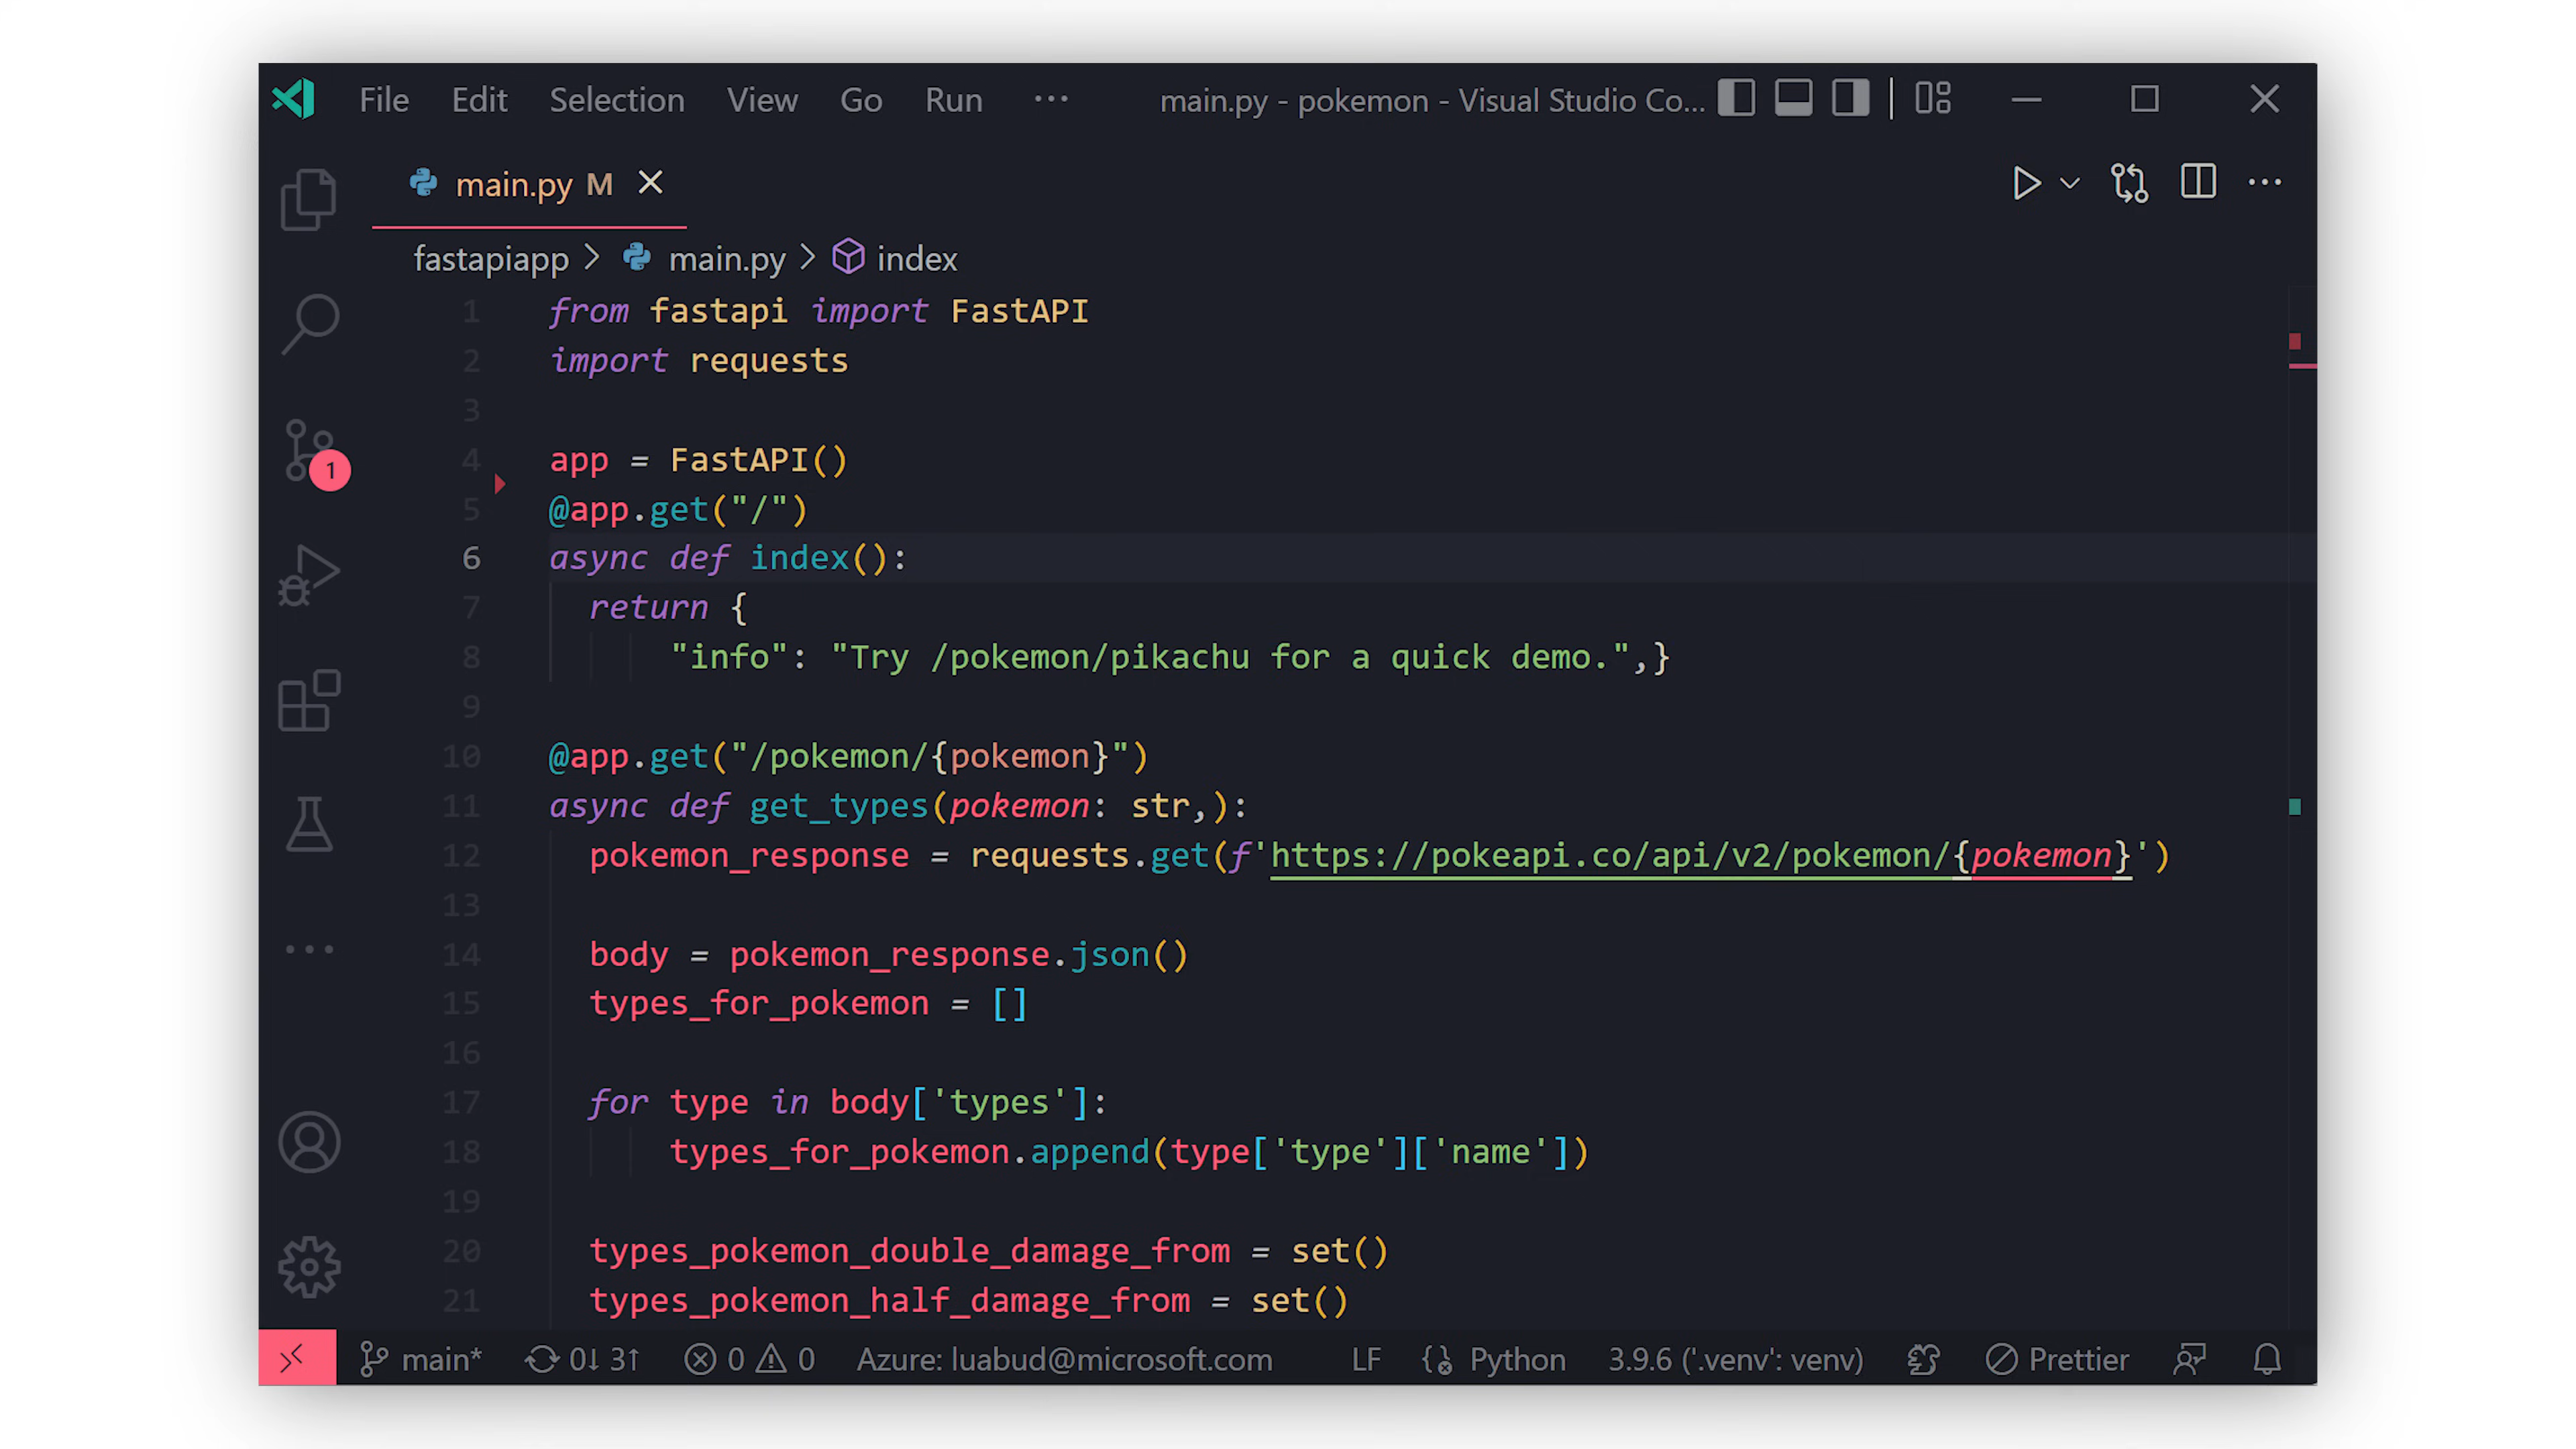 File Edit Selection View Go Run ··· main.py - pokemon - Visual Studio Co...
main.py M
fastapiapp > main.py > index
1 from fastapi import FastAPI
2 import requests
3
4 app = FastAPI()
5 @app.get("/")
6 async def index():
7 return {
8 "info": "Try /pokemon/pikachu for a quick demo.",}
9
10 @app.get("/pokemon/{pokemon}")
11 async def get_types(pokemon: str,):
12 pokemon_response = requests.get(f'https://pokeapi.co/api/v2/pokemon/{pokemon}')
13
14 body = pokemon_response.json()
15 types_for_pokemon = []
16
17 for type in body['types']:
18 types_for_pokemon.append(type['type']['name'])
19
20 types_pokemon_double_damage_from = set()
21 types_pokemon_half_damage_from = set()
1
main* 0↓ 3↑ 0 0 Azure: luabud@microsoft.com LF Python 3.9.6 ('.venv': venv) Prettier